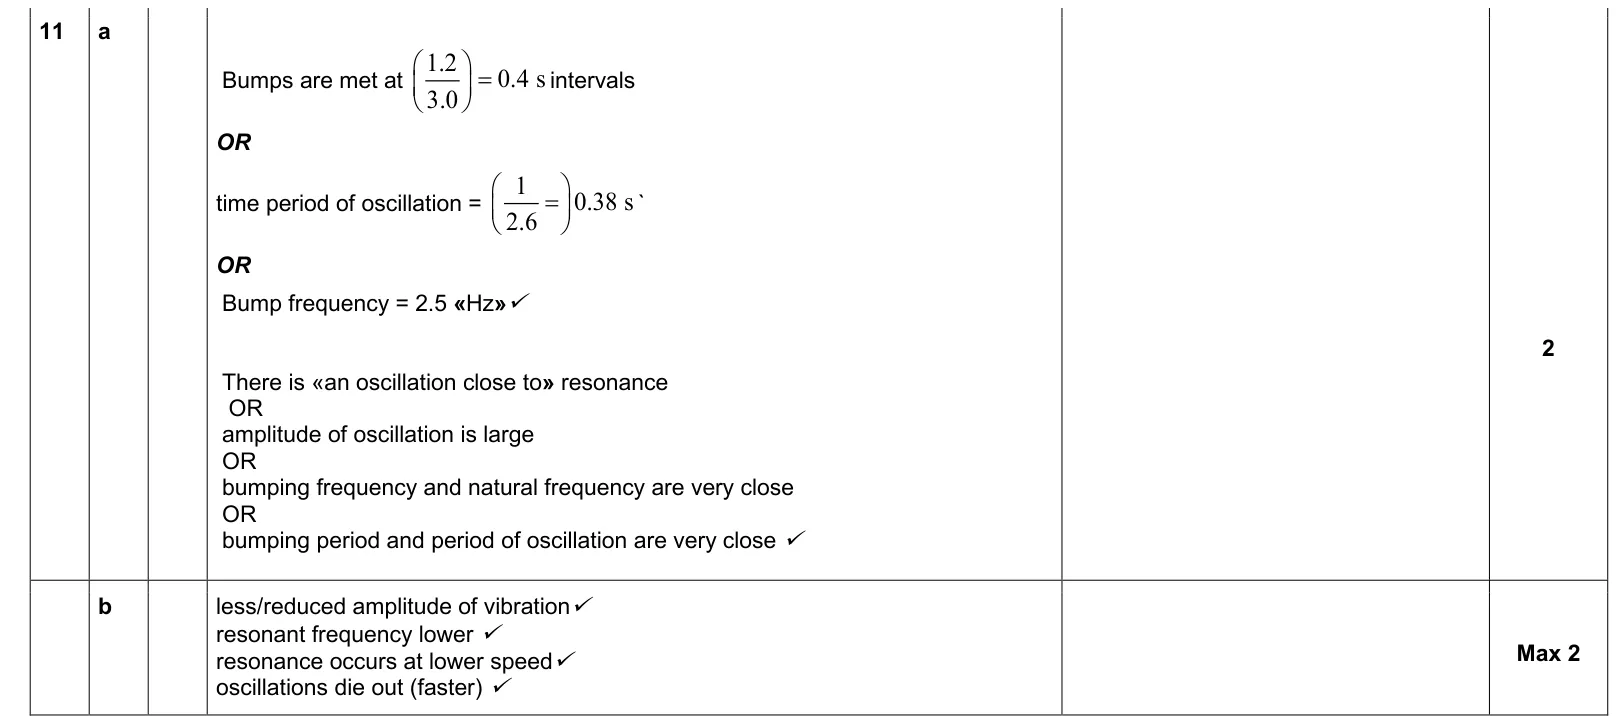 11 a
Bumps are met at (1.2/3.0) = 0.4 s intervals
OR
time period of oscillation = (1/2.6 =) 0.38 s`
OR
Bump frequency = 2.5 «Hz» ✓
2
There is «an oscillation close to» resonance
OR
amplitude of oscillation is large
OR
bumping frequency and natural frequency are very close
OR
bumping period and period of oscillation are very close ✓
b less/reduced amplitude of vibration ✓
resonant frequency lower ✓
resonance occurs at lower speed ✓
Max 2
oscillations die out (faster) ✓